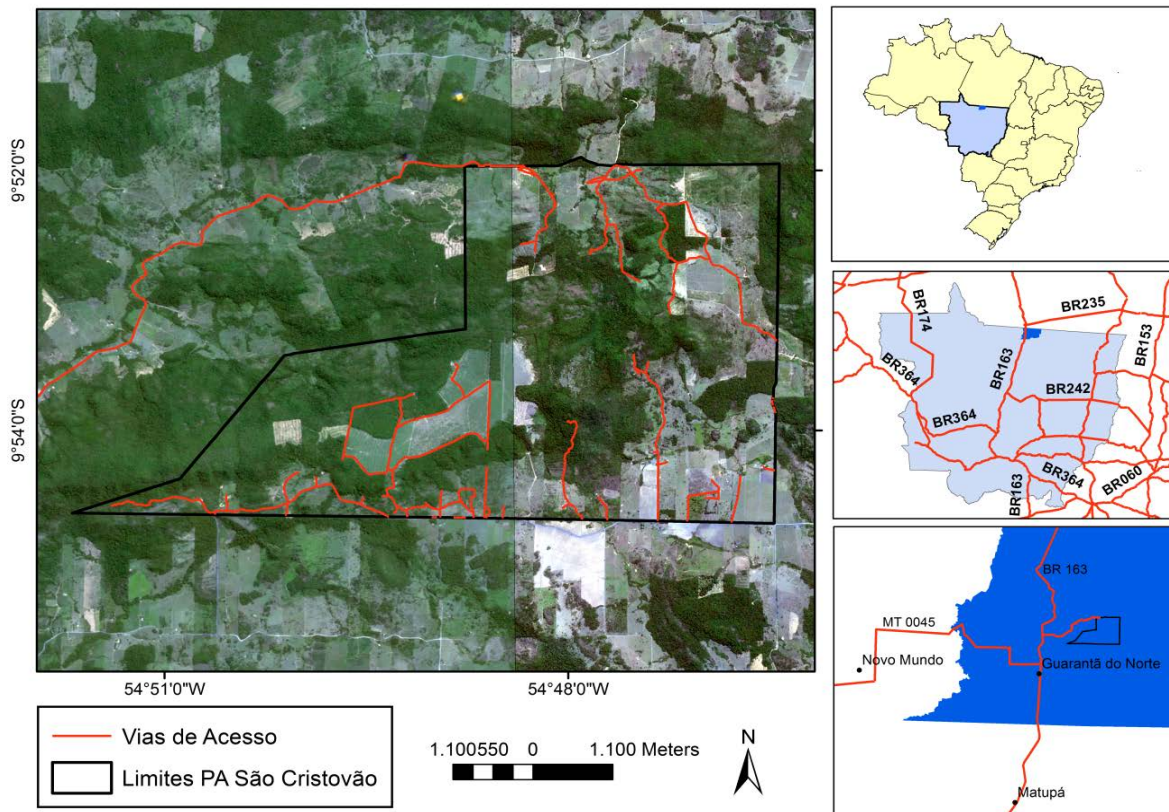 9°52'0"S
9°54'0"S
54°51'0"W
54°48'0"W
Vias de Acesso
Limites PA São Cristovão
1.100550 0 1.100 Meters
N
BR174
BR235
BR163
BR153
BR364
BR242
BR364
BR364
BR163
BR060
BR 163
MT 0045
Novo Mundo
Guarantã do Norte
Matupá